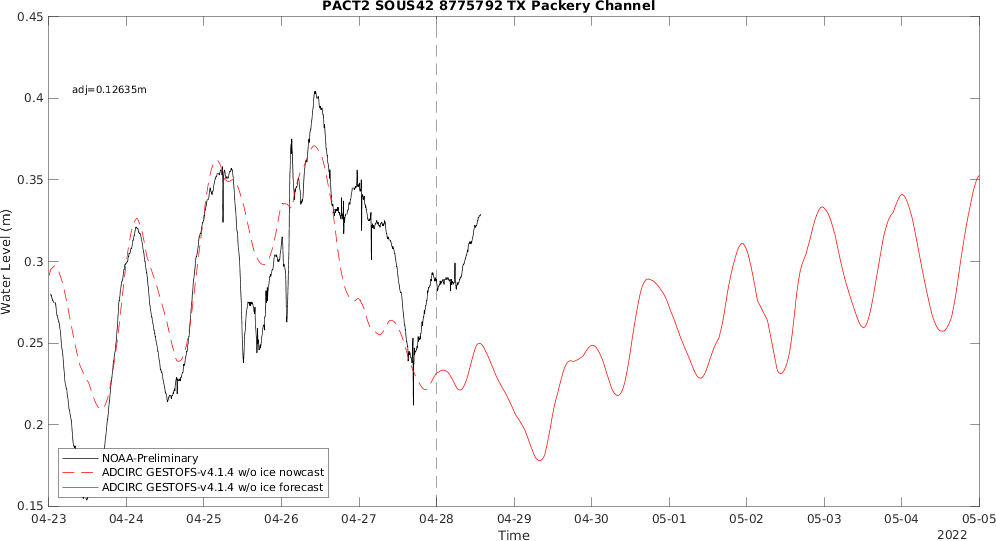 PACT2 SOUS42 8775792 TX Packery Channel
0.45
0.4
0.35
0.3
0.25
0.2
0.15
Water Level (m)
adj=0.12635m
NOAA-Preliminary
ADCIRC GESTOFS-v4.1.4 w/o ice nowcast
ADCIRC GESTOFS-v4.1.4 w/o ice forecast
04-23 04-24 04-25 04-26 04-27 04-28 04-29 04-30 05-01 05-02 05-03 05-04 05-05
Time
2022